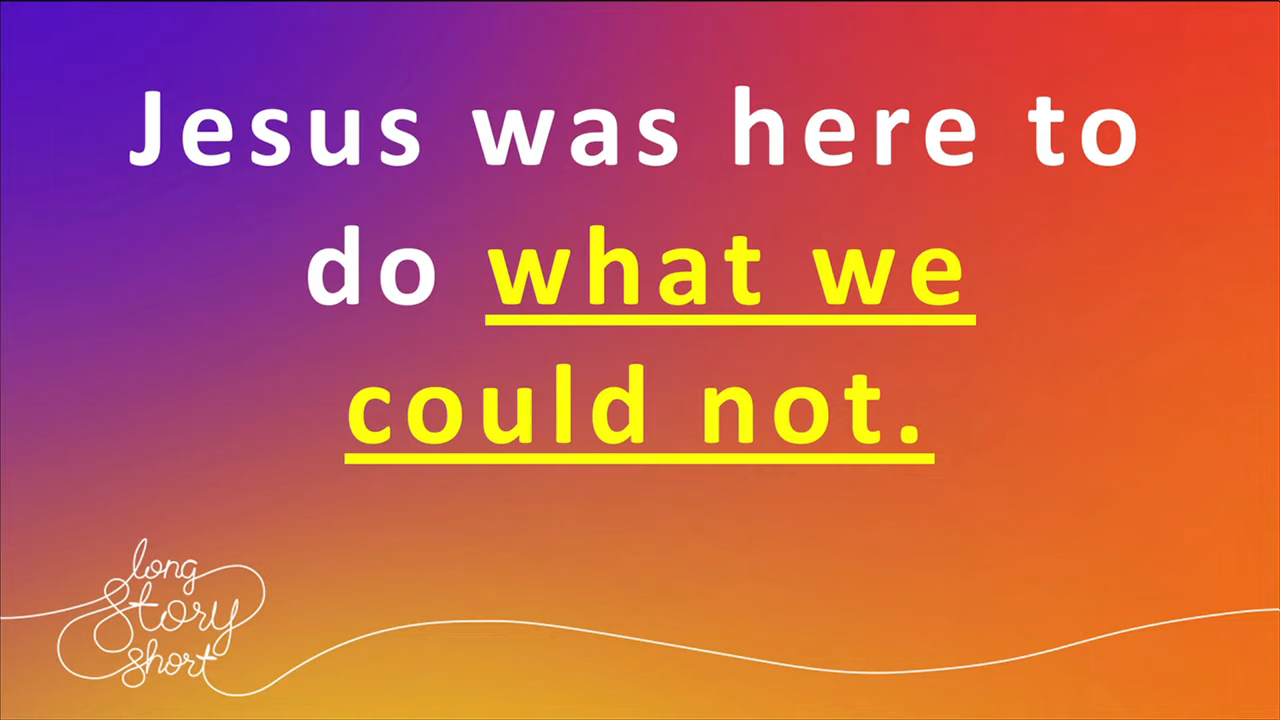 Jesus was here to
do what we
could not.
long
story
short